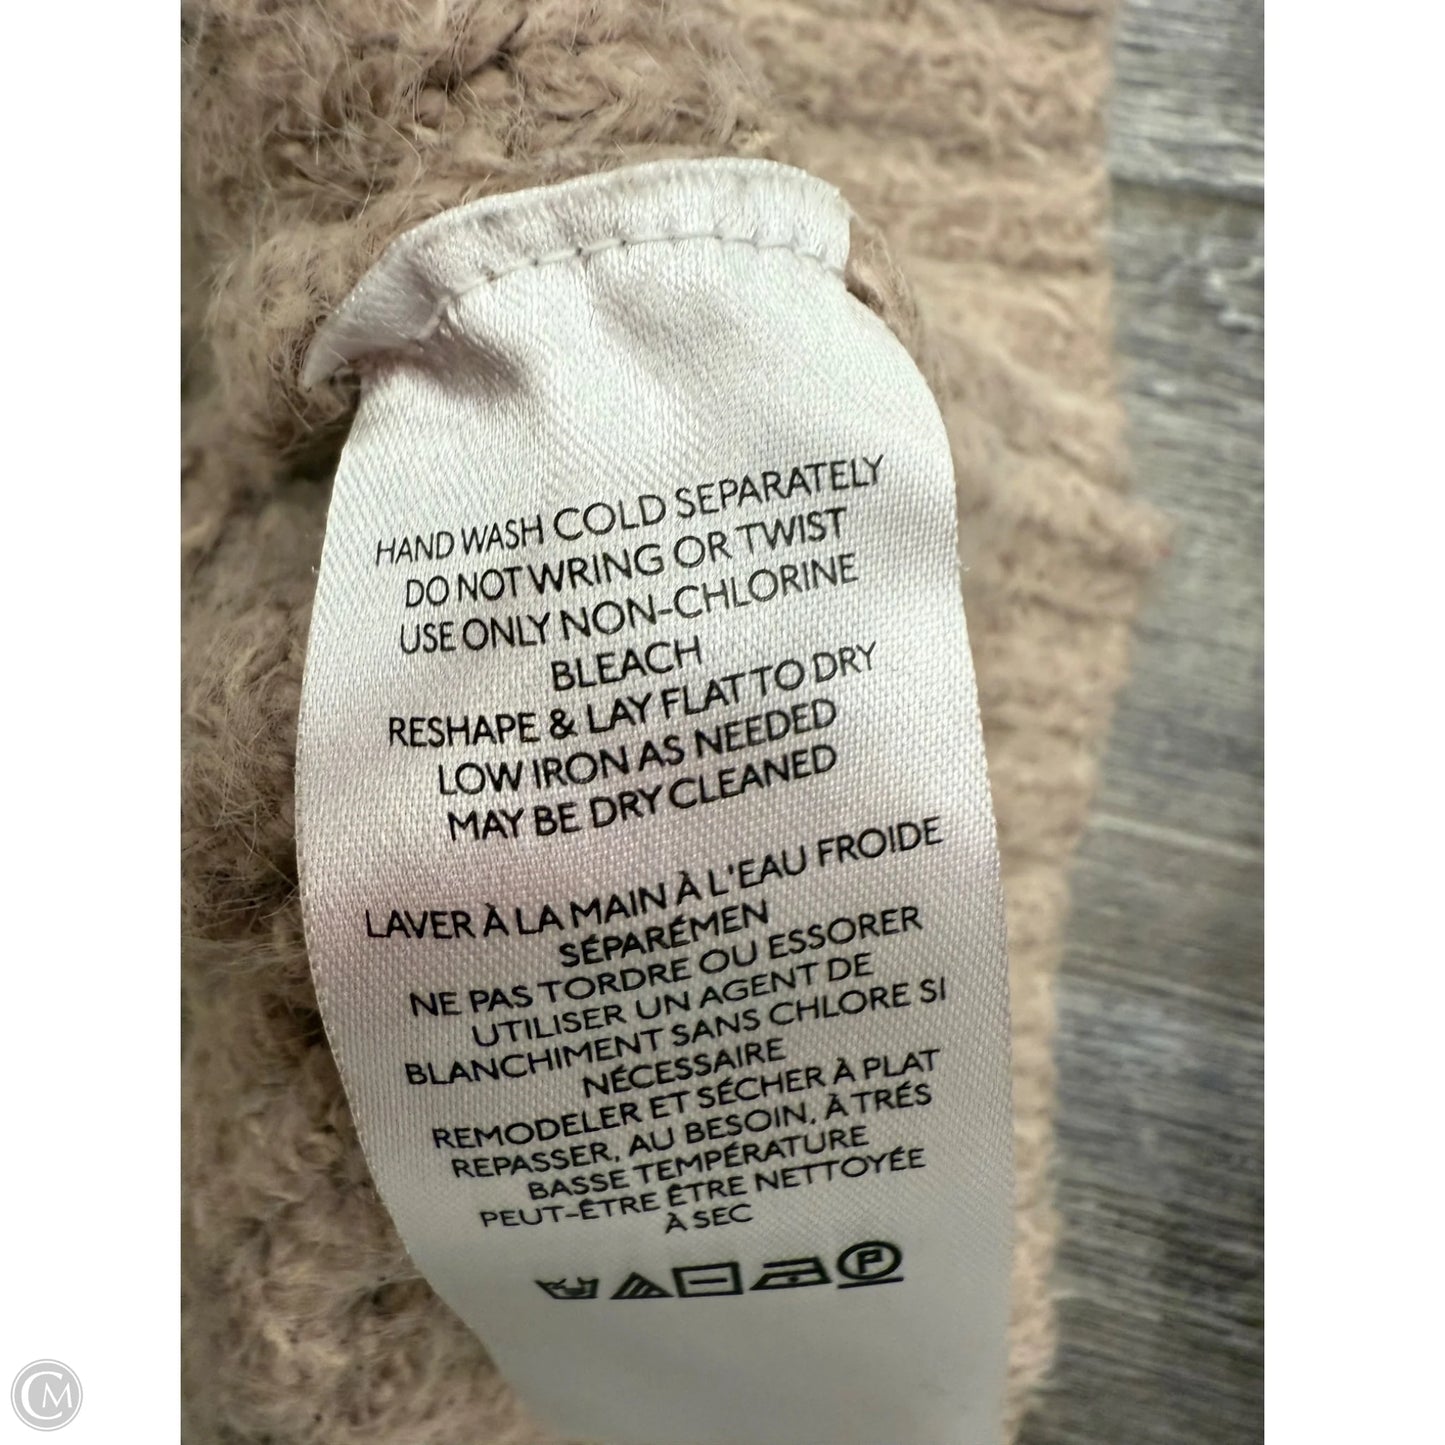 HAND WASH COLD SEPARATELY
DO NOT WRING OR TWIST
USE ONLY NON-CHLORINE
BLEACH
RESHAPE & LAY FLAT TO DRY
LOW IRON AS NEEDED
MAY BE DRY CLEANED
LAVER À LA MAIN À L'EAU FROIDE
SÉPARÉMEN
NE PAS TORDRE OU ESSORER
UTILISER UN AGENT DE
BLANCHIMENT SANS CHLORE SI
NÉCESSAIRE
REMODELER ET SÉCHER À PLAT
REPASSER, AU BESOIN, À TRÉS
BASSE TEMPÉRATURE
PEUT-ÊTRE ÊTRE NETTOYÉE
À SEC
P
CM